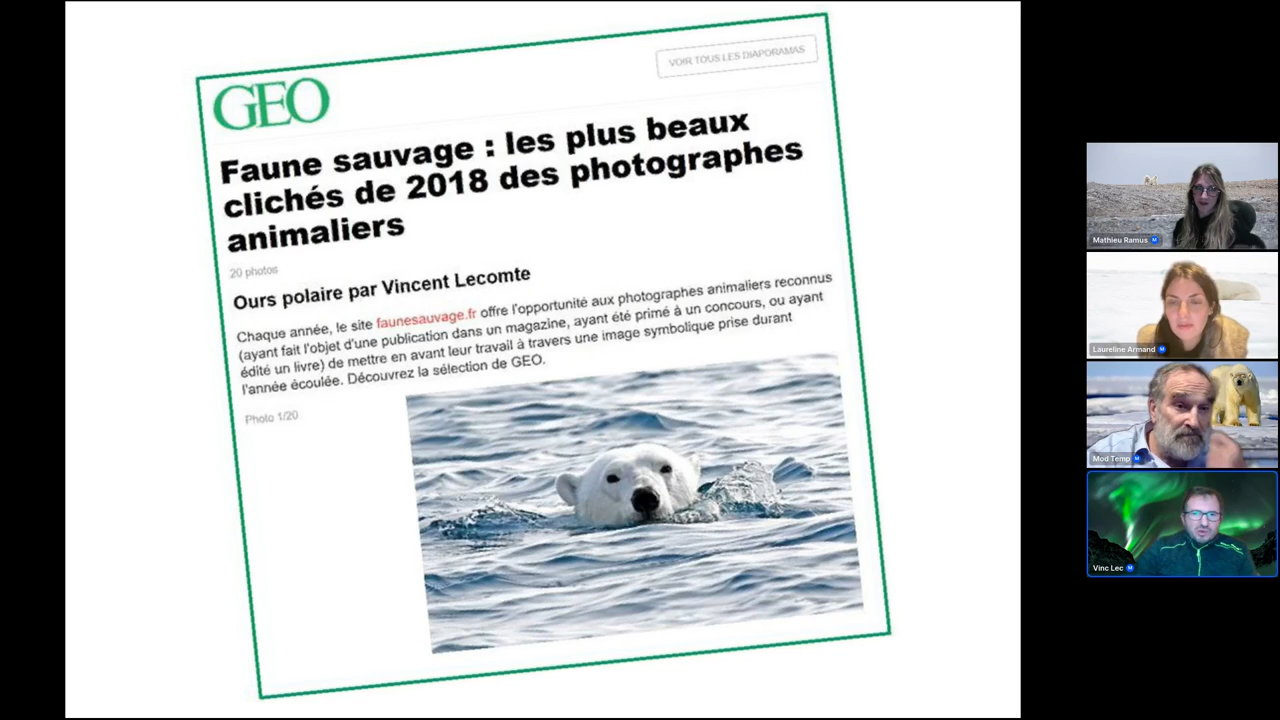 GEO
VOIR TOUS LES DIAPORAMAS
Faune sauvage : les plus beaux
clichés de 2018 des photographes
animaliers
20 photos
Ours polaire par Vincent Lecomte
Chaque année, le site faunesauvage.fr offre l'opportunité aux photographes animaliers reconnus
(ayant fait l'objet d'une publication dans un magazine, ayant été primé à un concours, ou ayant
édité un livre) de mettre en avant leur travail à travers une image symbolique prise durant
l'année écoulée. Découvrez la sélection de GEO.
Photo 1/20
Mathieu Ramus M
Laureline Armand M
Mod Temp M
Vinc Lec M